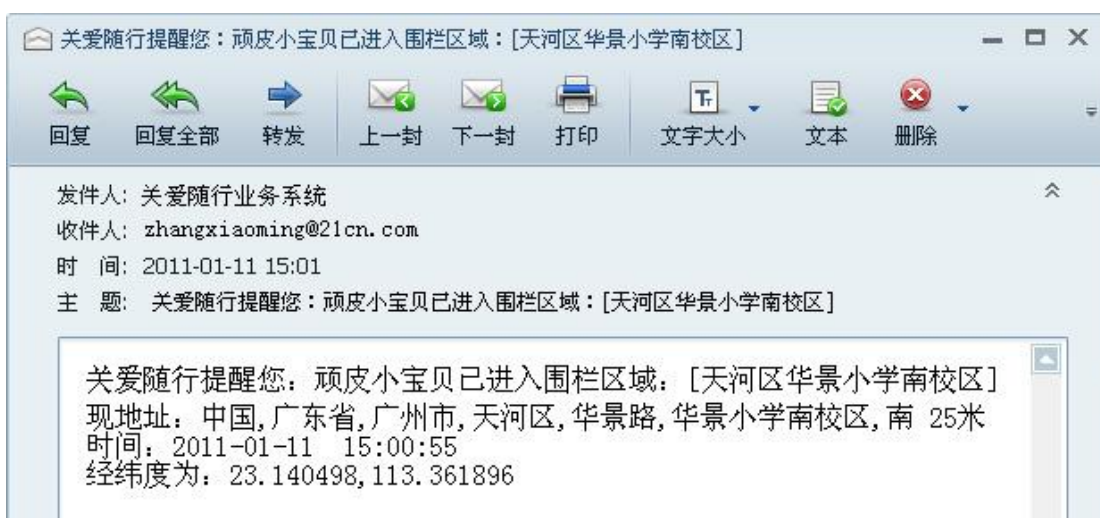 关爱随行提醒您：顽皮小宝贝已进入围栏区域：[天河区华景小学南校区]
回复 回复全部 转发 上一封 下一封 打印 文字大小 文本 删除
发件人: 关爱随行业务系统
收件人: zhangxiaoming@21cn.com
时 间: 2011-01-11 15:01
主 题: 关爱随行提醒您：顽皮小宝贝已进入围栏区域：[天河区华景小学南校区]
关爱随行提醒您: 顽皮小宝贝已进入围栏区域: [天河区华景小学南校区]
现地址: 中国,广东省,广州市,天河区,华景路,华景小学南校区,南 25米
时间: 2011-01-11 15:00:55
经纬度为: 23.140498,113.361896